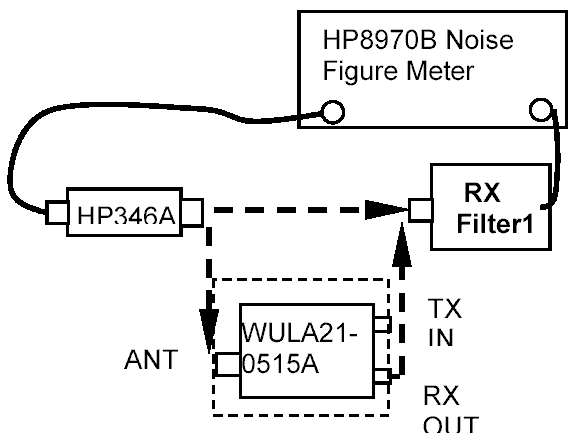 HP8970B Noise
Figure Meter
HP346A
RX
Filter1
WULA21-
0515A
ANT
TX
IN
RX
OUT